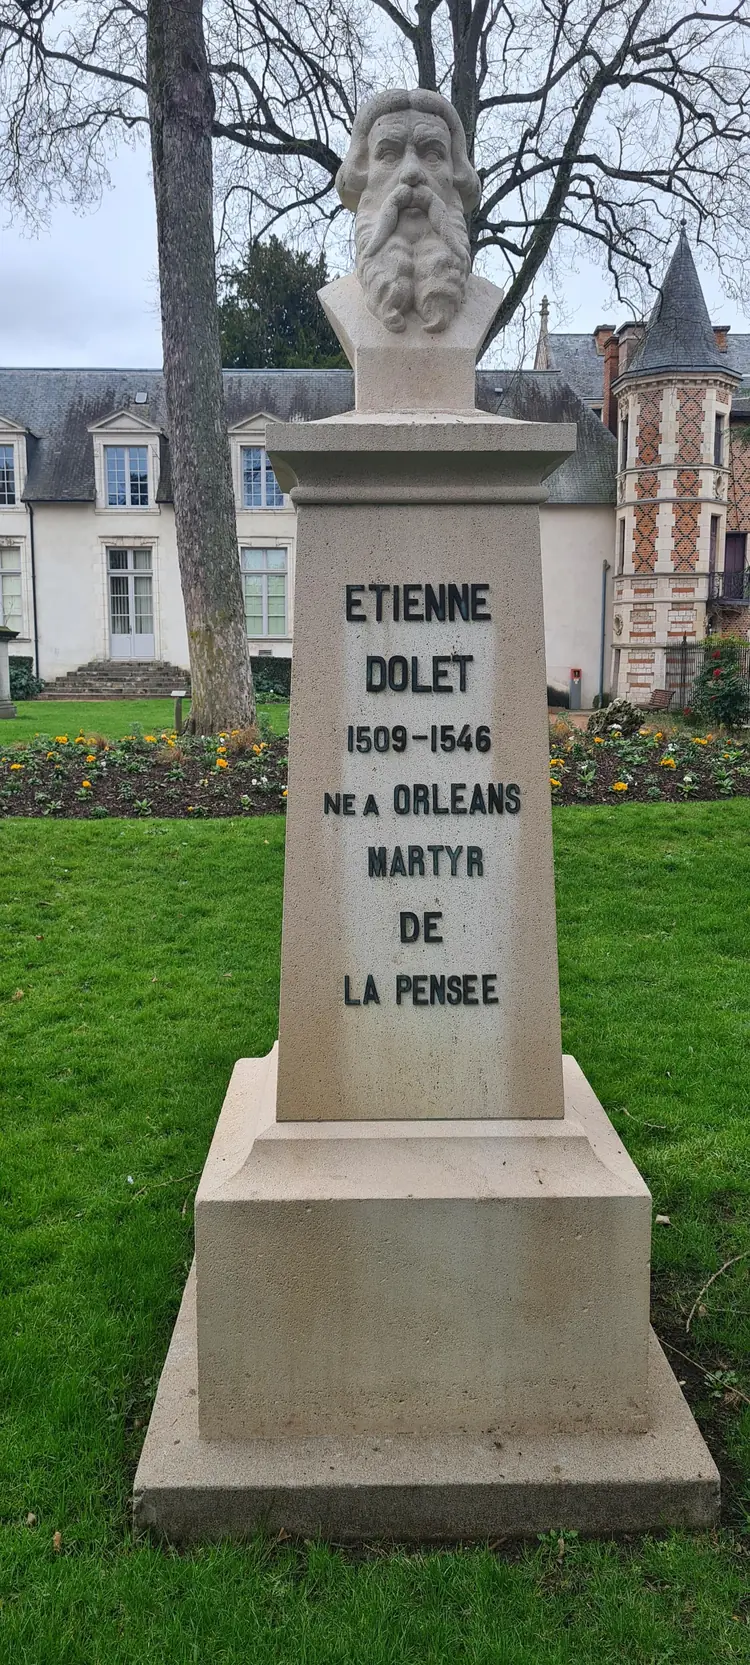 ETIENNE
DOLET
1509-1546
NE A ORLEANS
MARTYR
DE
LA PENSEE